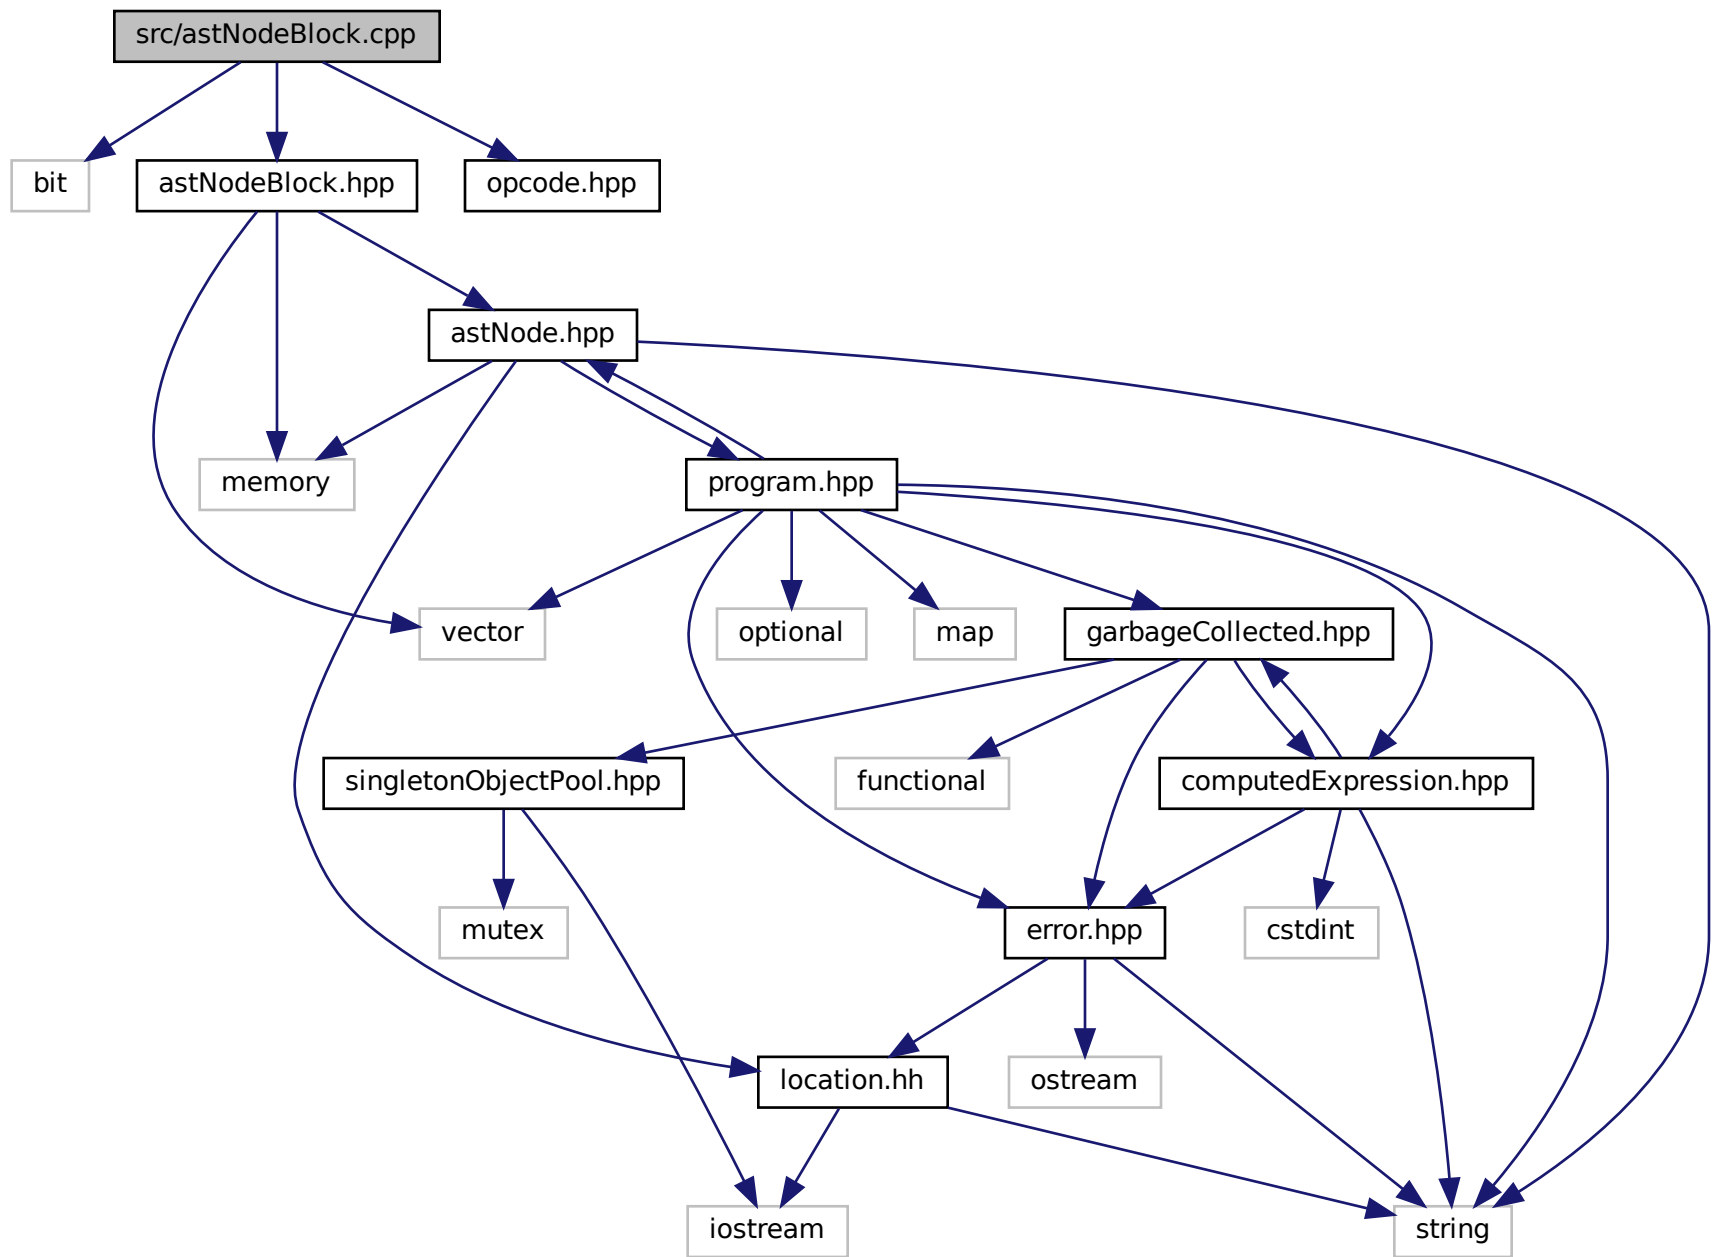 src/astNodeBlock.cpp
bit
astNodeBlock.hpp
opcode.hpp
astNode.hpp
memory
program.hpp
vector
optional
map
garbageCollected.hpp
singletonObjectPool.hpp
functional
computedExpression.hpp
mutex
error.hpp
cstdint
location.hh
ostream
iostream
string